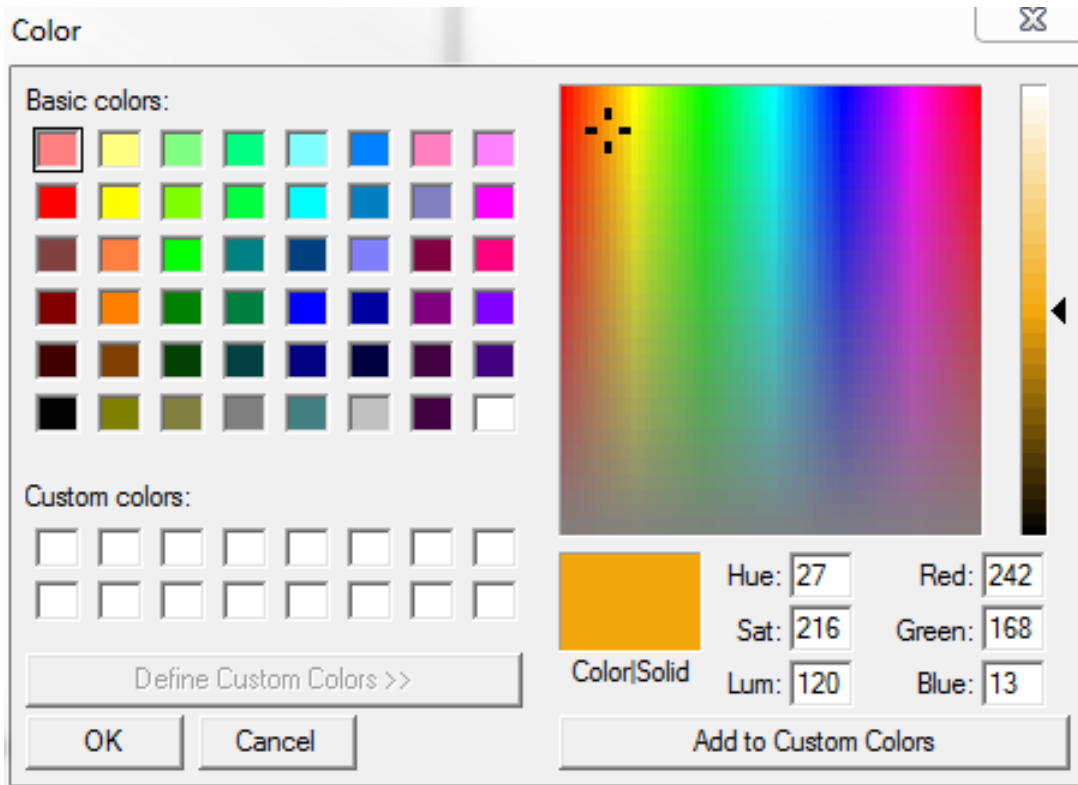 Color
Basic colors:
Custom colors:
Define Custom Colors >>
OK Cancel
Hue: 27 Red: 242
Sat: 216 Green: 168
Color|Solid Lum: 120 Blue: 13
Add to Custom Colors